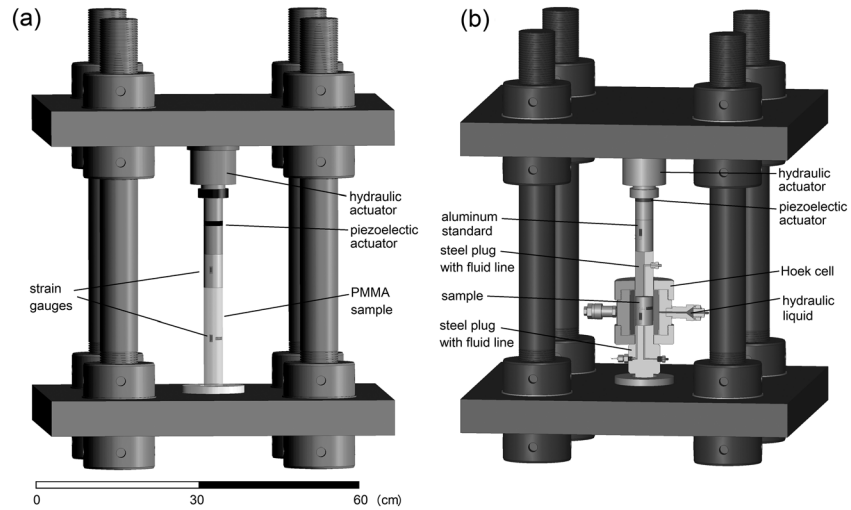 (a)
hydraulic
actuator
piezoelectic
actuator
strain
gauges
PMMA
sample
0
30
60
(cm)
(b)
hydraulic
actuator
piezoelectic
actuator
aluminum
standard
steel plug
with fluid line
Hoek cell
sample
hydraulic
liquid
steel plug
with fluid line